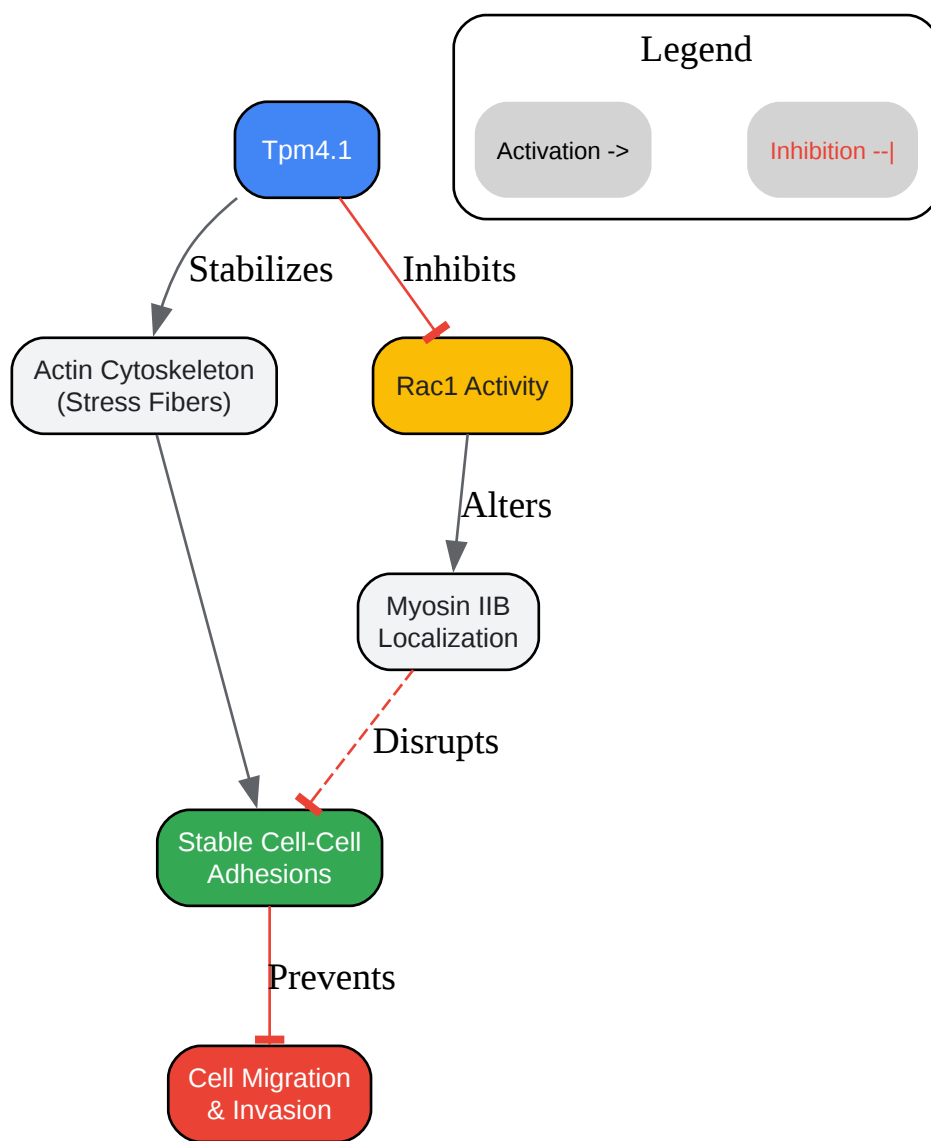 Legend
Activation ->
Inhibition --|
Tpm4.1
Stabilizes
Inhibits
Actin Cytoskeleton
(Stress Fibers)
Rac1 Activity
Alters
Myosin IIB
Localization
Disrupts
Stable Cell-Cell
Adhesions
Prevents
Cell Migration
& Invasion